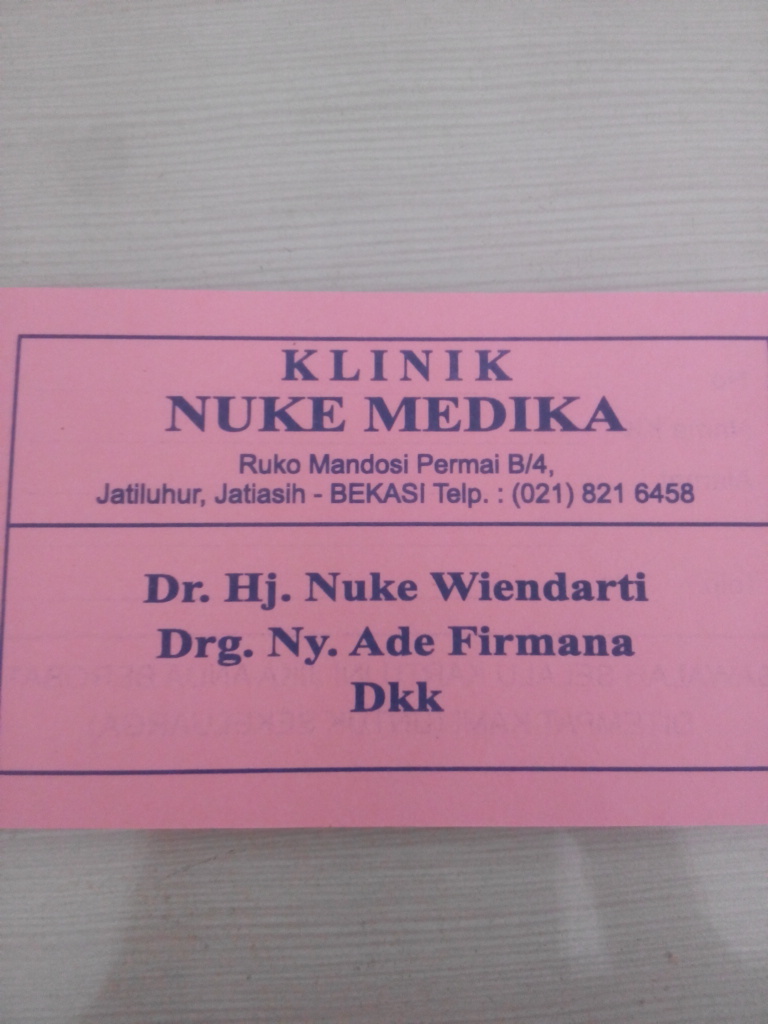 KLINIK
NUKE MEDIKA
Ruko Mandosi Permai B/4,
Jatiluhur, Jatiasih - BEKASI Telp. : (021) 821 6458
Dr. Hj. Nuke Wiendarti
Drg. Ny. Ade Firmana
Dkk